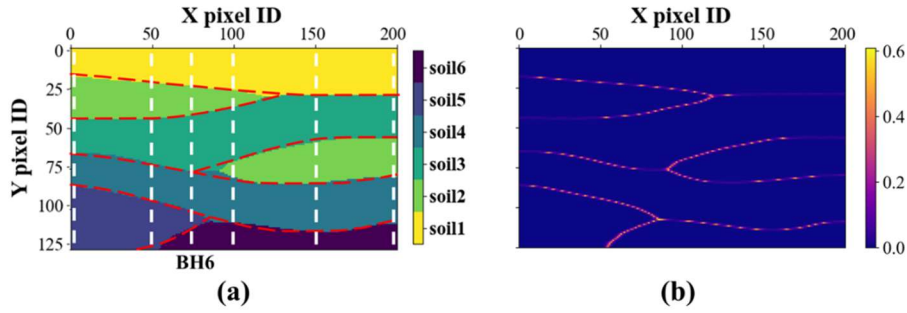 X pixel ID
X pixel ID
0 50 100 150 200
0 50 100 150 200
0
25
50
75
100
125
Y pixel ID
soil6
soil5
soil4
soil3
soil2
soil1
0.6
0.4
0.2
0.0
BH6
(a)
(b)